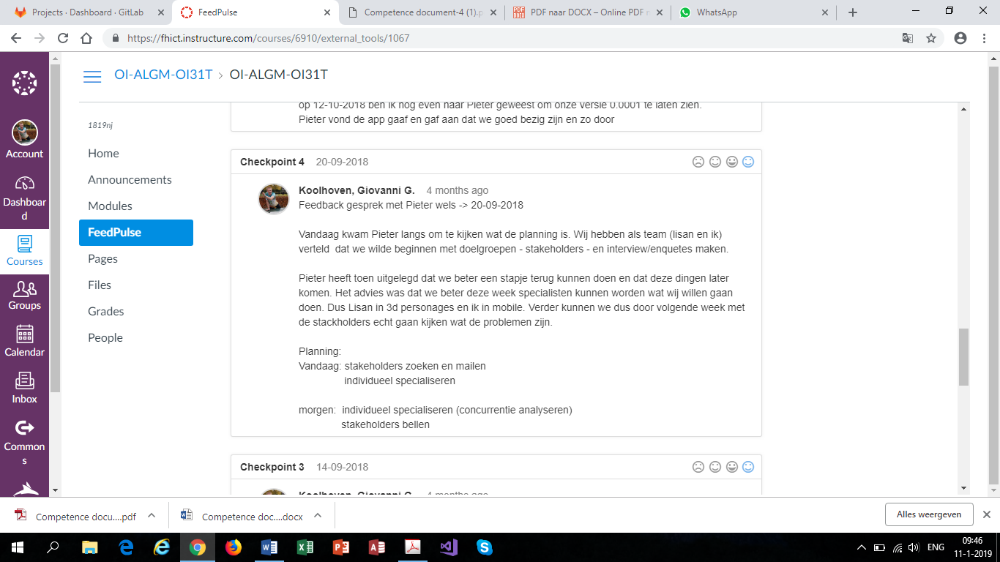 Projects · Dashboard · GitLab
FeedPulse
Competence document-4 (1).p
PDF naar DOCX – Online PDF n
WhatsApp
https://fhict.instructure.com/courses/6910/external_tools/1067
OI-ALGM-OI31T > OI-ALGM-OI31T
Account
Dashboar
d
Courses
Groups
Calendar
Inbox
Common
s
1819nj
Home
Announcements
Modules
FeedPulse
Pages
Files
Grades
People
op 12-10-2018 ben ik nog even naar Pieter geweest om onze versie 0.0001 te laten zien.
Pieter vond de app gaaf en gaf aan dat we goed bezig zijn en zo door
Checkpoint 4 20-09-2018
Koolhoven, Giovanni G. 4 months ago
Feedback gesprek met Pieter wels -> 20-09-2018
Vandaag kwam Pieter langs om te kijken wat de planning is. Wij hebben als team (lisan en ik)
verteld dat we wilde beginnen met doelgroepen - stakeholders - en interview/enquetes maken.
Pieter heeft toen uitgelegd dat we beter een stapje terug kunnen doen en dat deze dingen later
komen. Het advies was dat we beter deze week specialisten kunnen worden wat wij willen gaan
doen. Dus Lisan in 3d personages en ik in mobile. Verder kunnen we dus door volgende week met
de stackholders echt gaan kijken wat de problemen zijn.
Planning:
Vandaag: stakeholders zoeken en mailen
individueel specialiseren
morgen: individueel specialiseren (concurrentie analyseren)
stakeholders bellen
Checkpoint 3 14-09-2018
Koolhoven, Giovanni G. 4 months ago
Competence docu....pdf
Competence doc....docx
Alles weergeven
ENG
09:46
11-1-2019